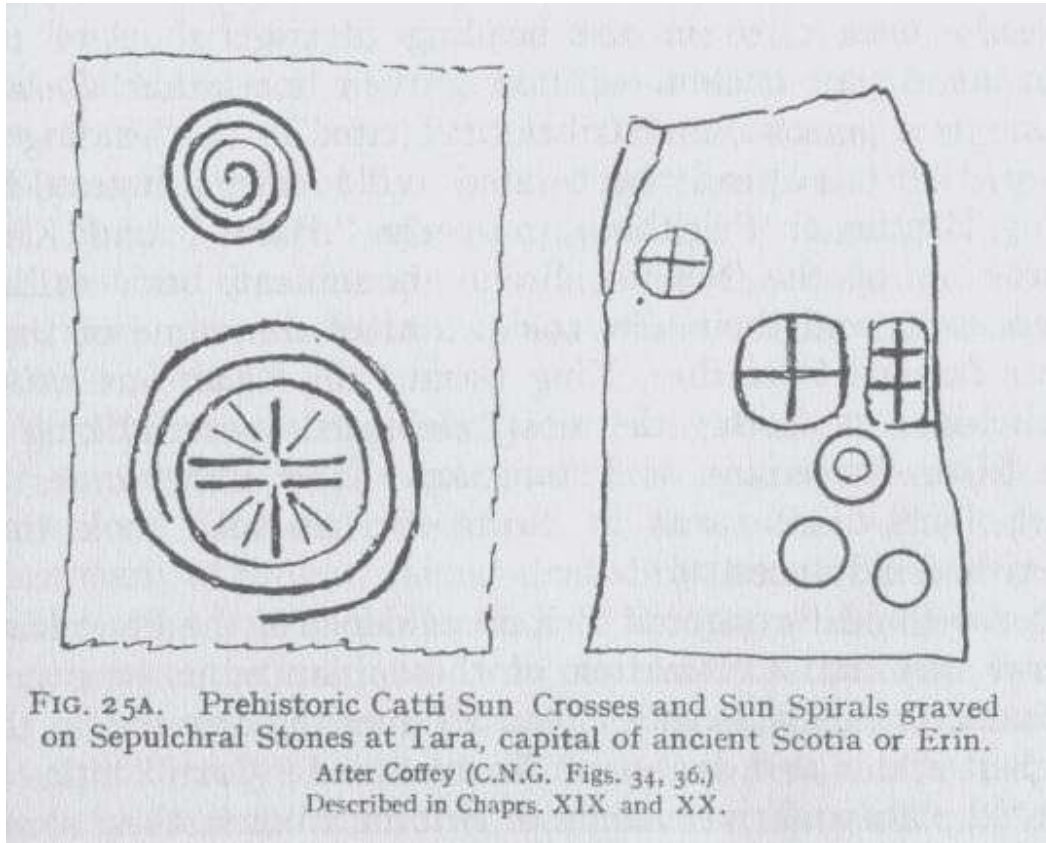 FIG. 25A. Prehistoric Catti Sun Crosses and Sun Spirals graved
on Sepulchral Stones at Tara, capital of ancient Scotia or Erin.
After Coffey (C.N.G. Figs. 34, 36.)
Described in Chaprs. XIX and XX.